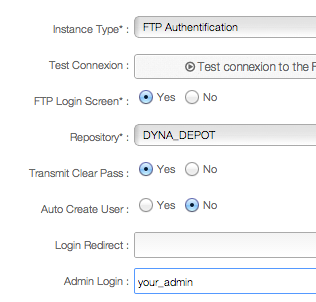 Instance Type* : FTP Authentification
Test Connexion : Test connexion to the F
FTP Login Screen* : Yes No
Repository* : DYNA_DEPOT
Transmit Clear Pass : Yes No
Auto Create User : Yes No
Login Redirect :
Admin Login : your_admin